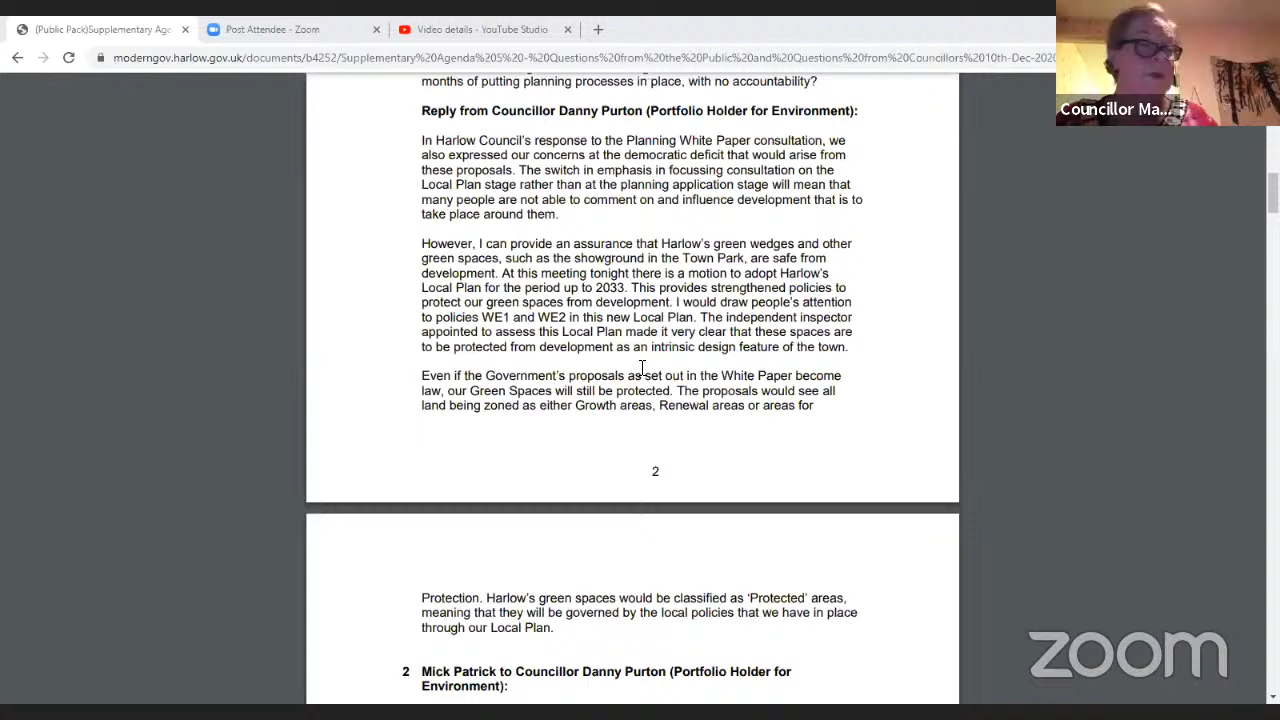 (Public Pack)Supplementary Age
Post Attendee - Zoom
Video details - YouTube Studio
moderngov.harlow.gov.uk/documents/b4252/Supplementary%20Agenda%205%20-%20Questions%20from%20the%20Public%20and%20Questions%20from%20Councillors%2010th-Dec-2020
Councillor Ma...
months of putting planning processes in place, with no accountability?
Reply from Councillor Danny Purton (Portfolio Holder for Environment):
In Harlow Council's response to the Planning White Paper consultation, we
also expressed our concerns at the democratic deficit that would arise from
these proposals. The switch in emphasis in focussing consultation on the
Local Plan stage rather than at the planning application stage will mean that
many people are not able to comment on and influence development that is to
take place around them.
However, I can provide an assurance that Harlow's green wedges and other
green spaces, such as the showground in the Town Park, are safe from
development. At this meeting tonight there is a motion to adopt Harlow's
Local Plan for the period up to 2033. This provides strengthened policies to
protect our green spaces from development. I would draw people's attention
to policies WE1 and WE2 in this new Local Plan. The independent inspector
appointed to assess this Local Plan made it very clear that these spaces are
to be protected from development as an intrinsic design feature of the town.
Even if the Government's proposals as set out in the White Paper become
law, our Green Spaces will still be protected. The proposals would see all
land being zoned as either Growth areas, Renewal areas or areas for
2
Protection. Harlow's green spaces would be classified as 'Protected' areas,
meaning that they will be governed by the local policies that we have in place
through our Local Plan.
2 Mick Patrick to Councillor Danny Purton (Portfolio Holder for
Environment):
zoom